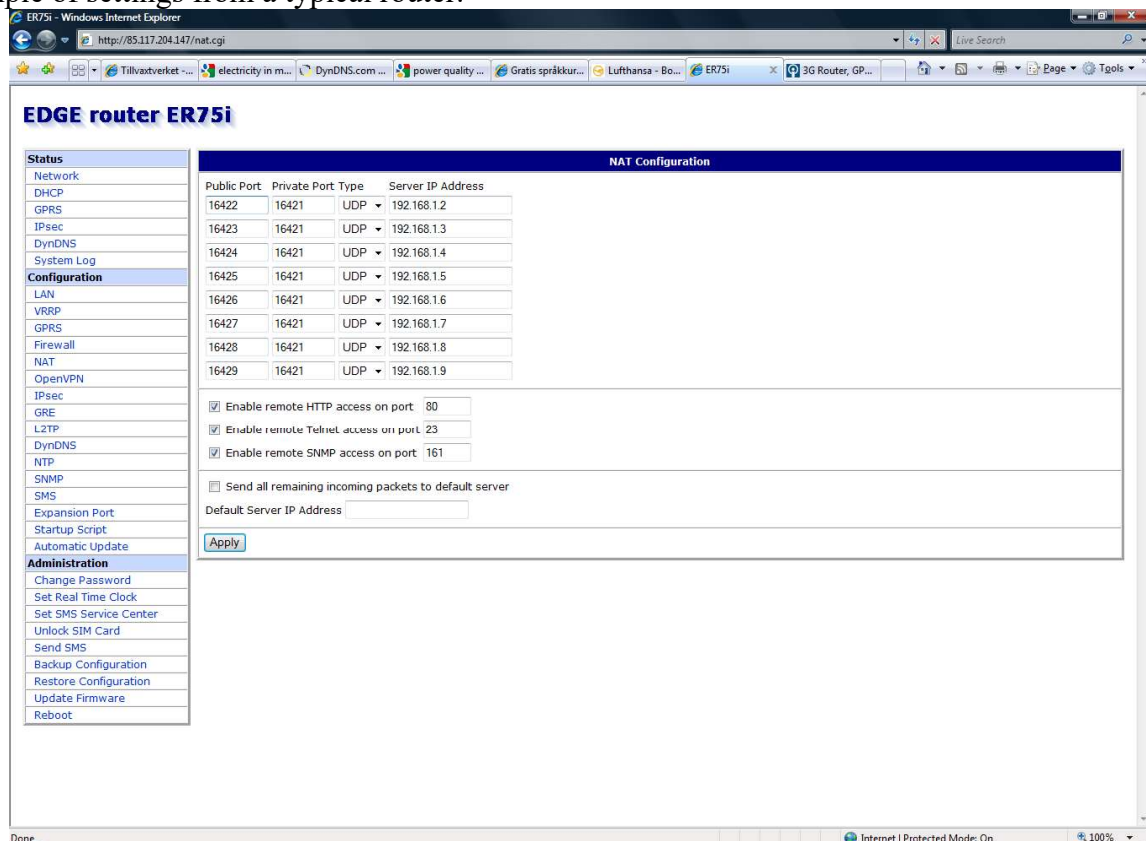 ple of settings from a typical router.
ER75i - Windows Internet Explorer
http://85.117.204.147/nat.cgi
Live Search
Tillvaxtverket -... electricity in m... DynDNS.com ... power quality ... Gratis språkkur... Lufthansa - Bo... ER75i 3G Router, GP... Page Tools
EDGE router ER75i
Status
Network
DHCP
GPRS
IPsec
DynDNS
System Log
Configuration
LAN
VRRP
GPRS
Firewall
NAT
OpenVPN
IPsec
GRE
L2TP
DynDNS
NTP
SNMP
SMS
Expansion Port
Startup Script
Automatic Update
Administration
Change Password
Set Real Time Clock
Set SMS Service Center
Unlock SIM Card
Send SMS
Backup Configuration
Restore Configuration
Update Firmware
Reboot
NAT Configuration
Public Port Private Port Type Server IP Address
16422 16421 UDP 192.168.1.2
16423 16421 UDP 192.168.1.3
16424 16421 UDP 192.168.1.4
16425 16421 UDP 192.168.1.5
16426 16421 UDP 192.168.1.6
16427 16421 UDP 192.168.1.7
16428 16421 UDP 192.168.1.8
16429 16421 UDP 192.168.1.9
Enable remote HTTP access on port 80
Enable remote Telnet access on port 23
Enable remote SNMP access on port 161
Send all remaining incoming packets to default server
Default Server IP Address
Apply
Done
Internet | Protected Mode: On 100%